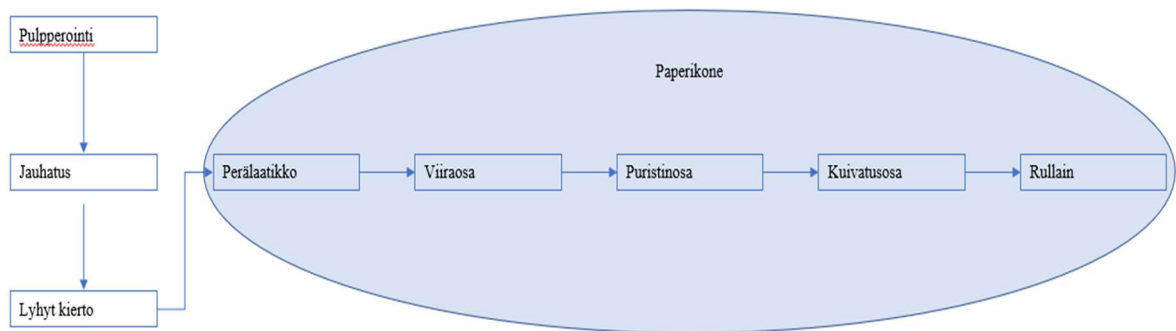 Pulpperointi
Jauhatus
Lyhyt kierto
Paperikone
Perälaatikko
Viiraosa
Puristinosa
Kuivatusosa
Rullain